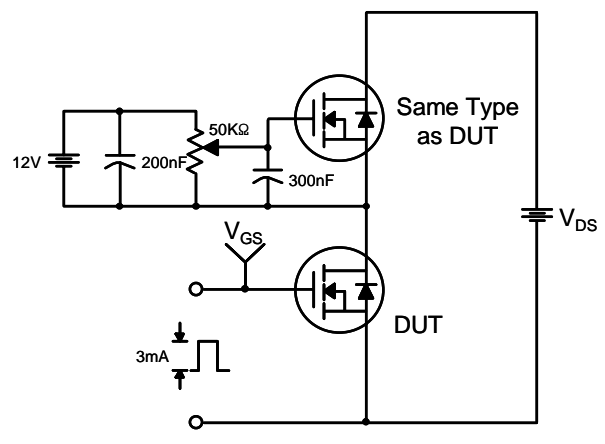 50KΩ
Same Type
as DUT
12V
200nF
300nF
VGS
VDS
DUT
3mA